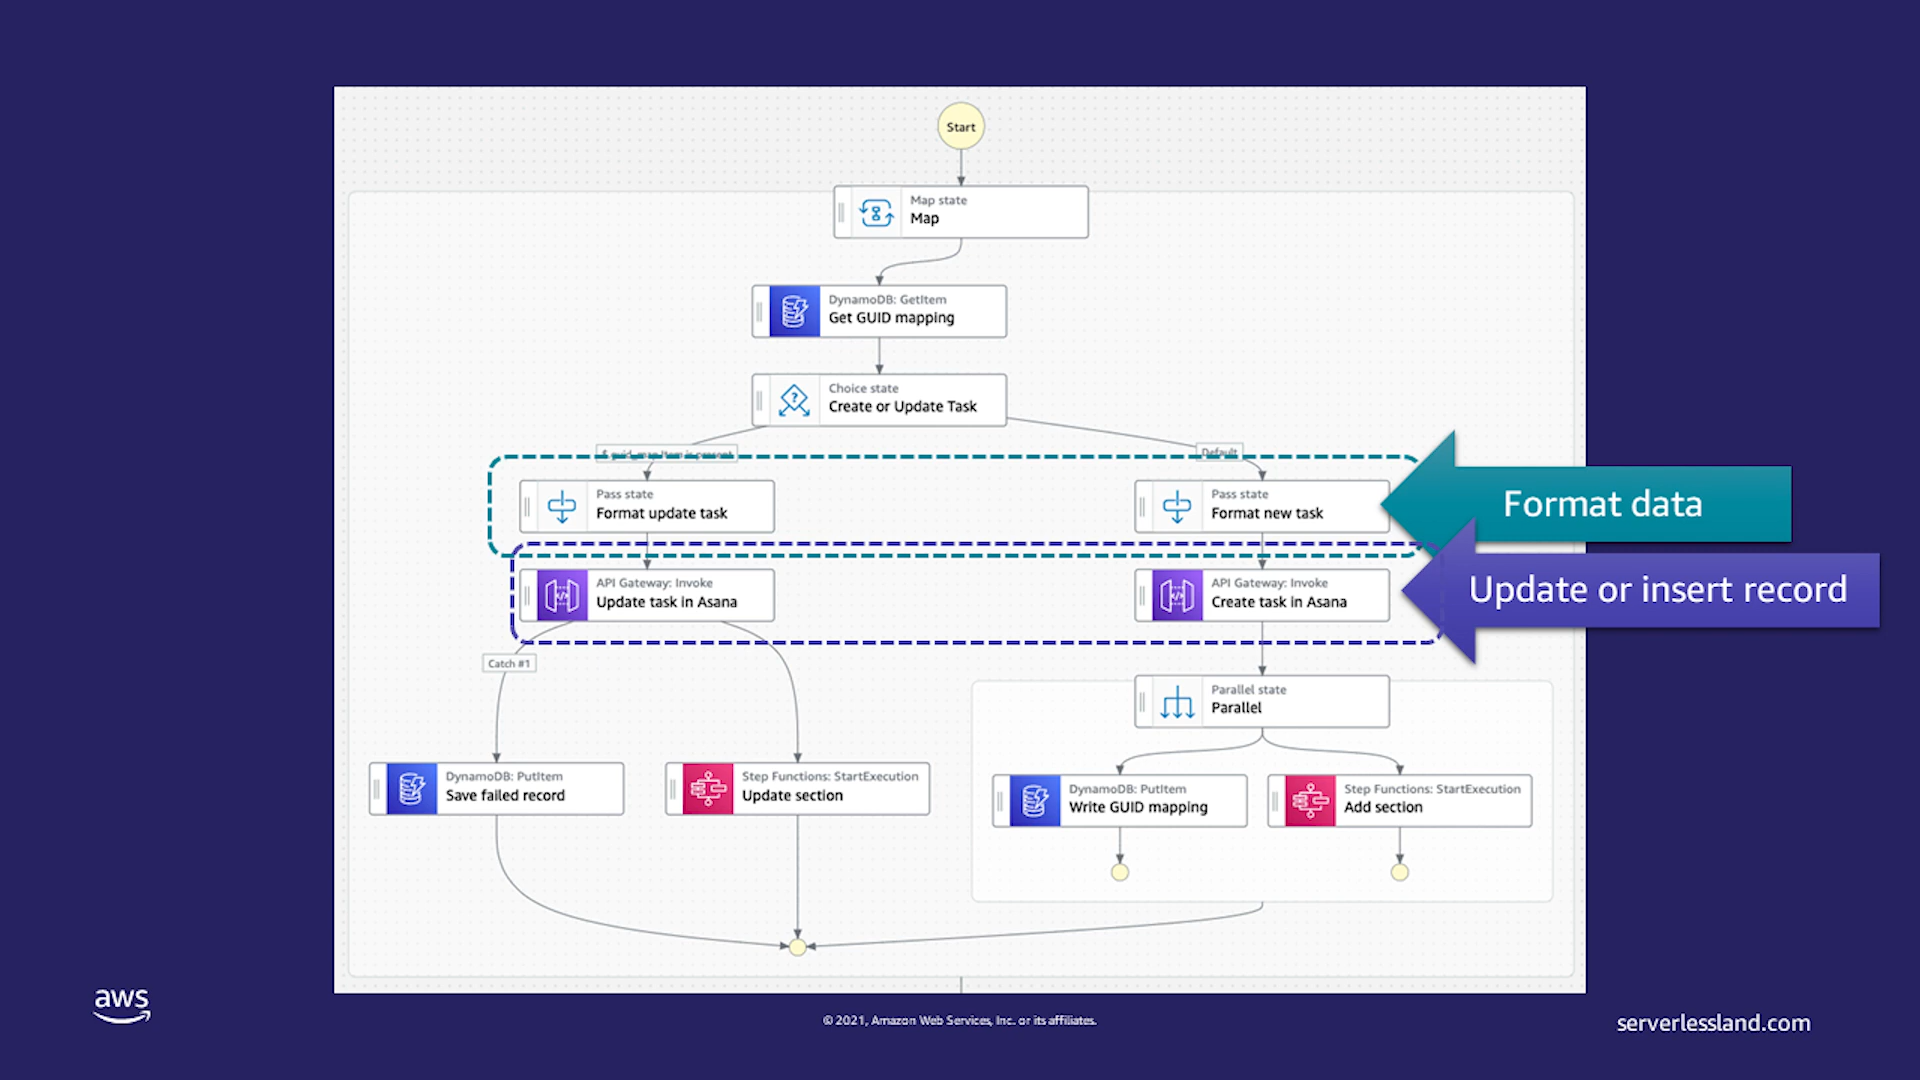 Start
Map state
Map
DynamoDB: GetItem
Get GUID mapping
Choice state
Create or Update Task
$.guid_map.Item is present
Default
Pass state
Format update task
Pass state
Format new task
Format data
API Gateway: Invoke
Update task in Asana
API Gateway: Invoke
Create task in Asana
Update or insert record
Catch #1
Parallel state
Parallel
DynamoDB: PutItem
Save failed record
Step Functions: StartExecution
Update section
DynamoDB: PutItem
Write GUID mapping
Step Functions: StartExecution
Add section
aws
© 2021, Amazon Web Services, Inc. or its affiliates.
serverlessland.com